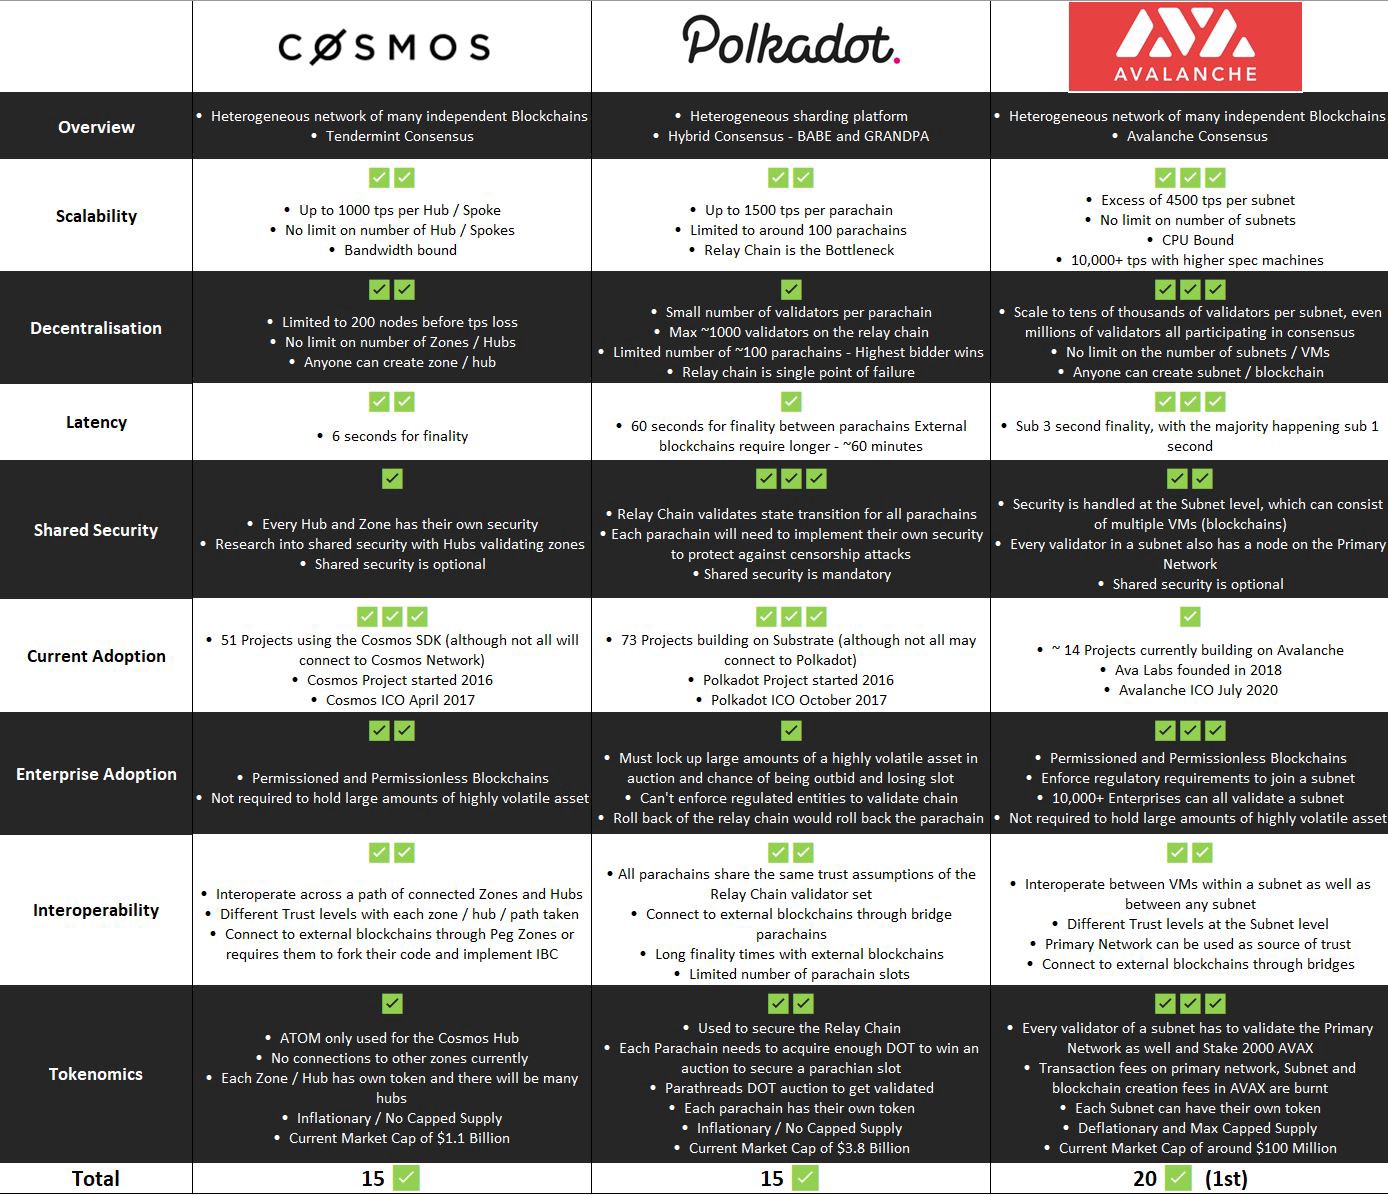 COSMOS
Polkadot.
AVALANCHE
Overview
• Heterogeneous network of many independent Blockchains
• Tendermint Consensus
• Heterogeneous sharding platform
• Hybrid Consensus - BABE and GRANDPA
• Heterogeneous network of many independent Blockchains
• Avalanche Consensus
Scalability
• Up to 1000 tps per Hub / Spoke
• No limit on number of Hub / Spokes
• Bandwidth bound
• Up to 1500 tps per parachain
• Limited to around 100 parachains
• Relay Chain is the Bottleneck
• Excess of 4500 tps per subnet
• No limit on number of subnets
• CPU Bound
• 10,000+ tps with higher spec machines
Decentralisation
• Limited to 200 nodes before tps loss
• No limit on number of Zones / Hubs
• Anyone can create zone / hub
• Small number of validators per parachain
• Max ~1000 validators on the relay chain
• Limited number of ~100 parachains - Highest bidder wins
• Relay chain is single point of failure
• Scale to tens of thousands of validators per subnet, even
millions of validators all participating in consensus
• No limit on the number of subnets / VMs
• Anyone can create subnet / blockchain
Latency
• 6 seconds for finality
• 60 seconds for finality between parachains External
blockchains require longer - ~60 minutes
• Sub 3 second finality, with the majority happening sub 1
second
Shared Security
• Every Hub and Zone has their own security
• Research into shared security with Hubs validating zones
• Shared security is optional
• Relay Chain validates state transition for all parachains
• Each parachain will need to implement their own security
to protect against censorship attacks
• Shared security is mandatory
• Security is handled at the Subnet level, which can consist
of multiple VMs (blockchains)
• Every validator in a subnet also has a node on the Primary
Network
• Shared security is optional
Current Adoption
• 51 Projects using the Cosmos SDK (although not all will
connect to Cosmos Network)
• Cosmos Project started 2016
• Cosmos ICO April 2017
• 73 Projects building on Substrate (although not all may
connect to Polkadot)
• Polkadot Project started 2016
• Polkadot ICO October 2017
• ~ 14 Projects currently building on Avalanche
• Ava Labs founded in 2018
• Avalanche ICO July 2020
Enterprise Adoption
• Permissioned and Permissionless Blockchains
• Not required to hold large amounts of highly volatile asset
• Must lock up large amounts of a highly volatile asset in
auction and chance of being outbid and losing slot
• Can't enforce regulated entities to validate chain
• Roll back of the relay chain would roll back the parachain
• Permissioned and Permissionless Blockchains
• Enforce regulatory requirements to join a subnet
• 10,000+ Enterprises can all validate a subnet
• Not required to hold large amounts of highly volatile asset
Interoperability
• Interoperate across a path of connected Zones and Hubs
• Different Trust levels with each zone / hub / path taken
• Connect to external blockchains through Peg Zones or
requires them to fork their code and implement IBC
• All parachains share the same trust assumptions of the
Relay Chain validator set
• Connect to external blockchains through bridge
parachains
• Long finality times with external blockchains
• Limited number of parachain slots
• Interoperate between VMs within a subnet as well as
between any subnet
• Different Trust levels at the Subnet level
• Primary Network can be used as source of trust
• Connect to external blockchains through bridges
Tokenomics
• ATOM only used for the Cosmos Hub
• No connections to other zones currently
• Each Zone / Hub has own token and there will be many
hubs
• Inflationary / No Capped Supply
• Current Market Cap of $1.1 Billion
• Used to secure the Relay Chain
• Each Parachain needs to acquire enough DOT to win an
auction to secure a parachian slot
• Parathreads DOT auction to get validated
• Each parachain has their own token
• Inflationary / No Capped Supply
• Current Market Cap of $3.8 Billion
• Every validator of a subnet has to validate the Primary
Network as well and Stake 2000 AVAX
• Transaction fees on primary network, Subnet and
blockchain creation fees in AVAX are burnt
• Each Subnet can have their own token
• Deflationary and Max Capped Supply
• Current Market Cap of around $100 Million
Total
15
15
20 (1st)